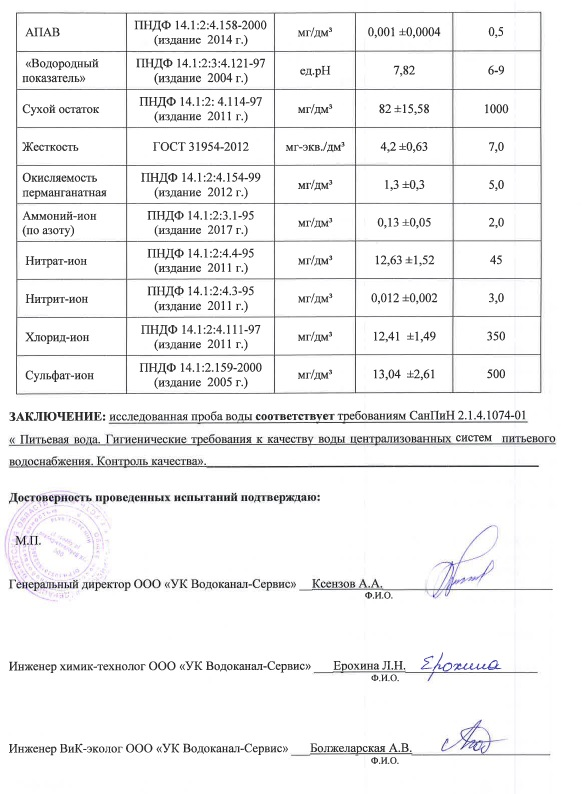 АПАВ ПНДФ 14.1:2:4.158-2000 (издание 2014 г.) мг/дм³ 0,001 ±0,0004 0,5
«Водородный показатель» ПНДФ 14.1:2:3:4.121-97 (издание 2004 г.) ед.рН 7,82 6-9
Сухой остаток ПНДФ 14.1:2: 4.114-97 (издание 2011 г.) мг/дм³ 82 ±15,58 1000
Жесткость ГОСТ 31954-2012 мг-экв./дм³ 4,2 ±0,63 7,0
Окисляемость перманганатная ПНДФ 14.1:2:4.154-99 (издание 2012 г.) мг/дм³ 1,3 ±0,3 5,0
Аммоний-ион (по азоту) ПНДФ 14.1:2:3.1-95 (издание 2017 г.) мг/дм³ 0,13 ±0,05 2,0
Нитрат-ион ПНДФ 14.1:2:4.4-95 (издание 2011 г.) мг/дм³ 12,63 ±1,52 45
Нитрит-ион ПНДФ 14.1:2:4.3-95 (издание 2011 г.) мг/дм³ 0,012 ±0,002 3,0
Хлорид-ион ПНДФ 14.1:2:4.111-97 (издание 2011 г.) мг/дм³ 12,41 ±1,49 350
Сульфат-ион ПНДФ 14.1:2.159-2000 (издание 2005 г.) мг/дм³ 13,04 ±2,61 500
ЗАКЛЮЧЕНИЕ: исследованная проба воды соответствует требованиям СанПиН 2.1.4.1074-01
« Питьевая вода. Гигиенические требования к качеству воды централизованных систем питьевого
водоснабжения. Контроль качества».
Достоверность проведенных испытаний подтверждаю:
М.П.
Генеральный директор ООО «УК Водоканал-Сервис» Ксензов А.А.
Ф.И.О.
Инженер химик-технолог ООО «УК Водоканал-Сервис» Ерохина Л.Н. Ерохина
Ф.И.О.
Инженер ВиК-эколог ООО «УК Водоканал-Сервис» Болжеларская А.В.
Ф.И.О.